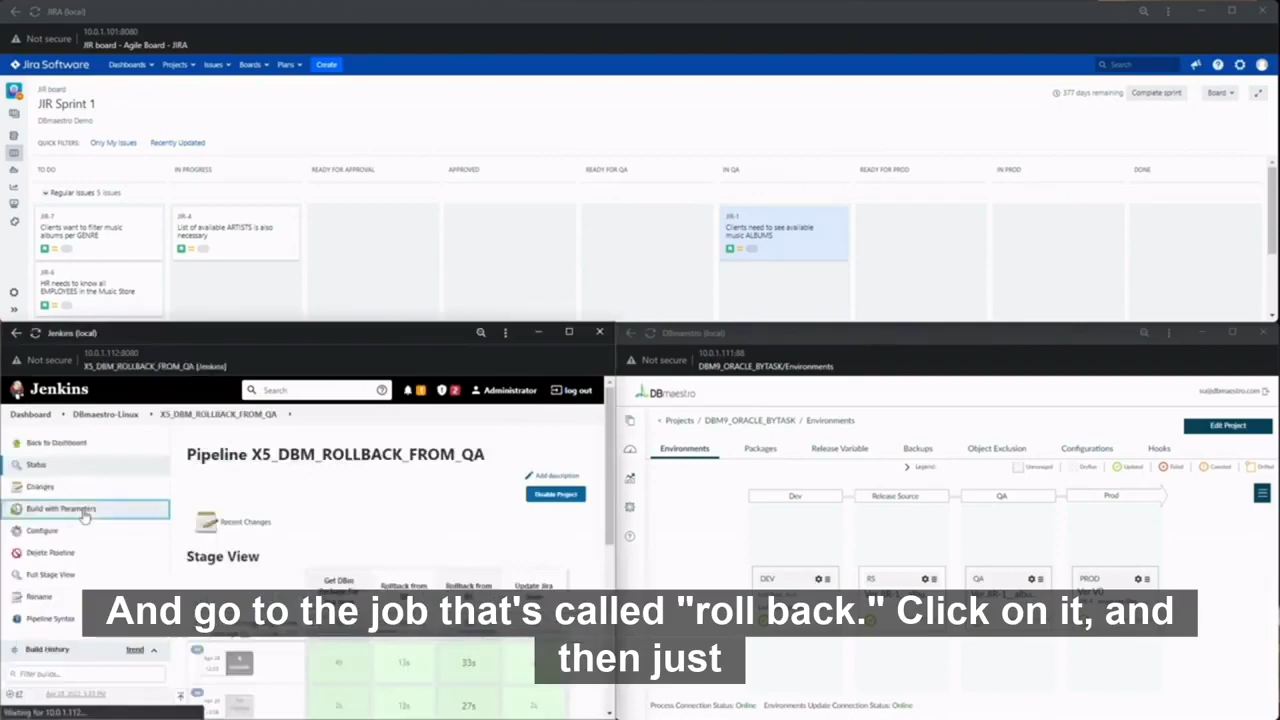 JIRA (local)
Not secure
10.0.1.101:8080
JIR board - Agile Board - JIRA
Jira Software
Dashboards Projects Issues Boards Plans Create
Search
JIR board
JIR Sprint 1
DBmaestro Demo
377 days remaining Complete sprint Board
QUICK FILTERS: Only My Issues Recently Updated
TO DO IN PROGRESS READY FOR APPROVAL APPROVED READY FOR QA IN QA READY FOR PROD IN PROD DONE
Regular Issues 5 issues
JIR-7
Clients want to filter music
albums per GENRE
JIR-4
List of available ARTISTS is also
necessary
JIR-1
Clients need to see available
music ALBUMS
JIR-6
HR needs to know all
EMPLOYEES in the Music Store
Jenkins (local)
Not secure
10.0.1.112:8080
X5_DBM_ROLLBACK_FROM_QA [Jenkins]
Jenkins
Search
1
2
Administrator
log out
Dashboard DBmaestro-Linux X5_DBM_ROLLBACK_FROM_QA
Back to Dashboard
Status
Changes
Build with Parameters
Configure
Delete Pipeline
Full Stage View
Rename
Pipeline Syntax
Build History trend
Filter builds...
Waiting for 10.0.1.112...
Pipeline X5_DBM_ROLLBACK_FROM_QA
Add description
Disable Project
Recent Changes
Stage View
Rollback from
Rollback from
Update Jira
13s
33s
27s
DBmaestro (local)
Not secure
10.0.1.111:88
DBM9_ORACLE_BYTASK/Environments
DBmaestro
Projects / DBM9_ORACLE_BYTASK / Environments
Edit Project
Environments Packages Release Variable Backups Object Exclusion Configurations Hooks
Legend:
Dev Release Source QA Prod
DEV RS QA PROD
Process Connection Status: Online Environments Update Connection Status: Online
And go to the job that's called "roll back." Click on it, and
then just